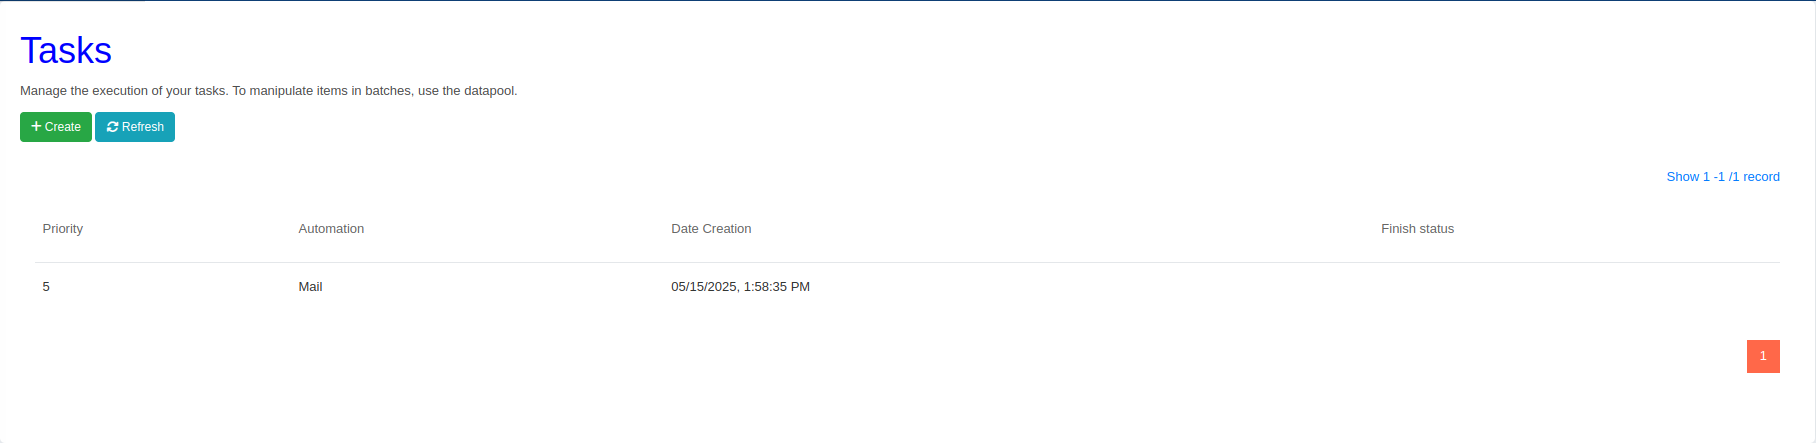 Tasks
Manage the execution of your tasks. To manipulate items in batches, use the datapool.
Create Refresh
Show 1 -1 /1 record
Priority Automation Date Creation Finish status
5 Mail 05/15/2025, 1:58:35 PM
1